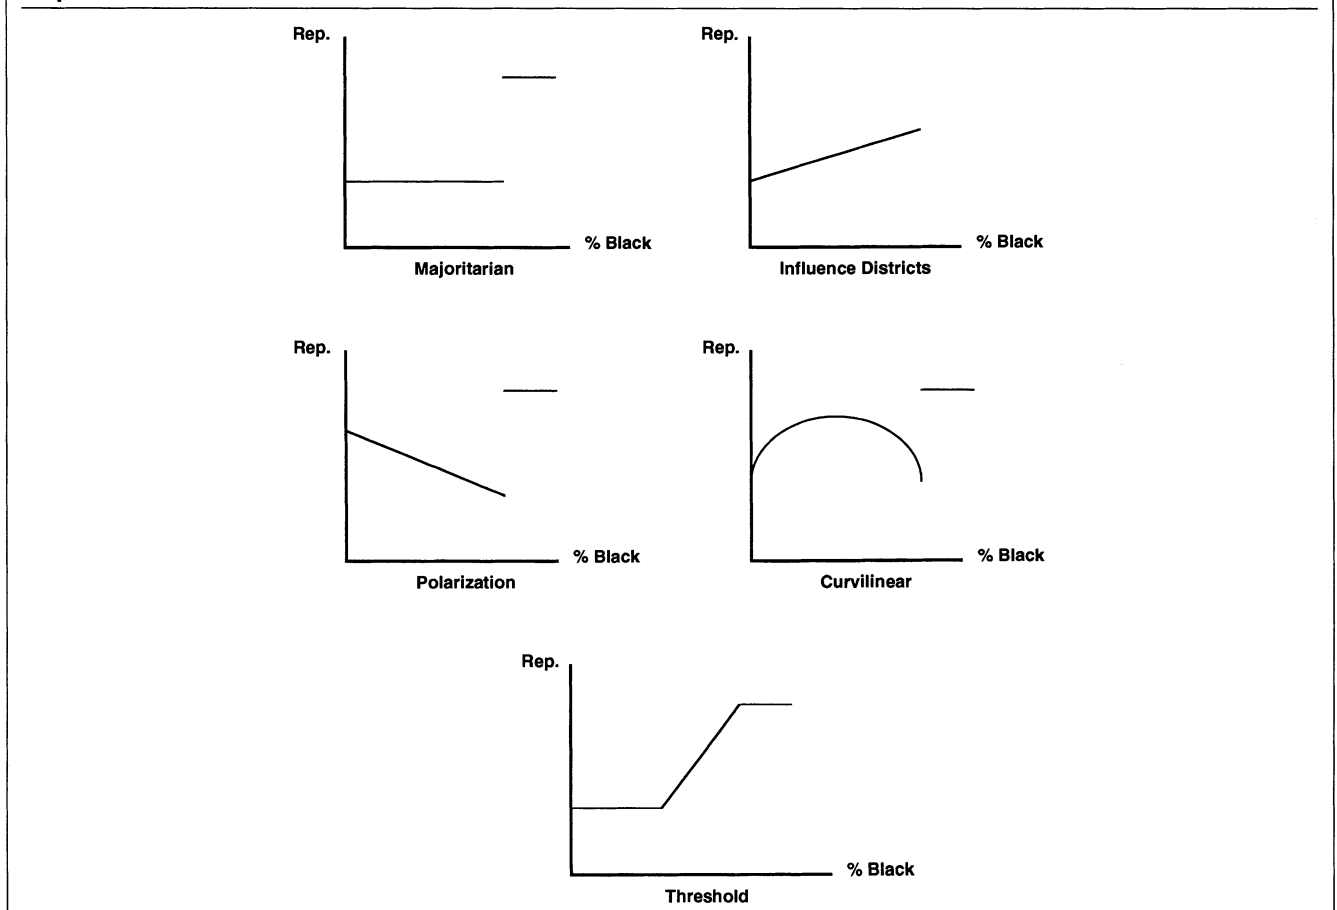 Rep.
% Black
Majoritarian
Rep.
% Black
Influence Districts
Rep.
% Black
Polarization
Rep.
% Black
Curvilinear
Rep.
% Black
Threshold